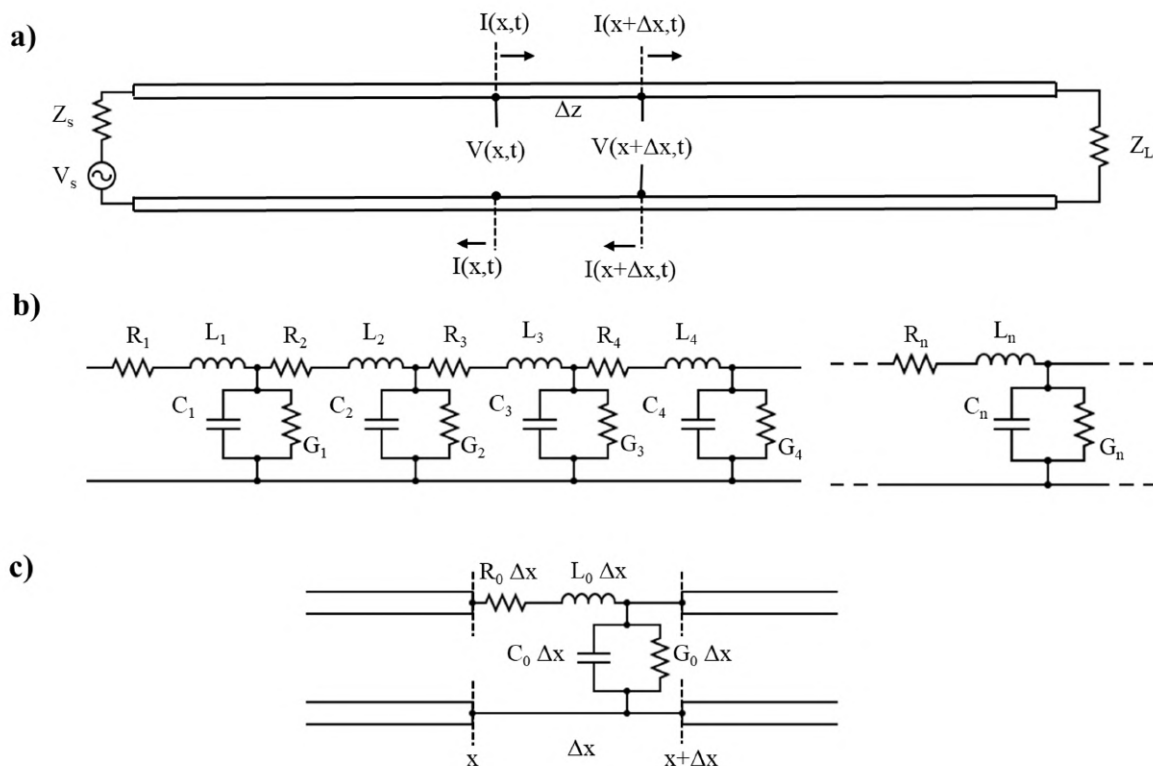 a)
I(x,t) I(x+Δx,t)
Z_s Δz
V(x,t) V(x+Δx,t) Z_L
V_s
I(x,t) I(x+Δx,t)
b)
R_1 L_1 R_2 L_2 R_3 L_3 R_4 L_4 R_n L_n
C_1 C_2 C_3 C_4 C_n
G_1 G_2 G_3 G_4 G_n
c)
R_0 Δx L_0 Δx
C_0 Δx G_0 Δx
x Δx x+Δx